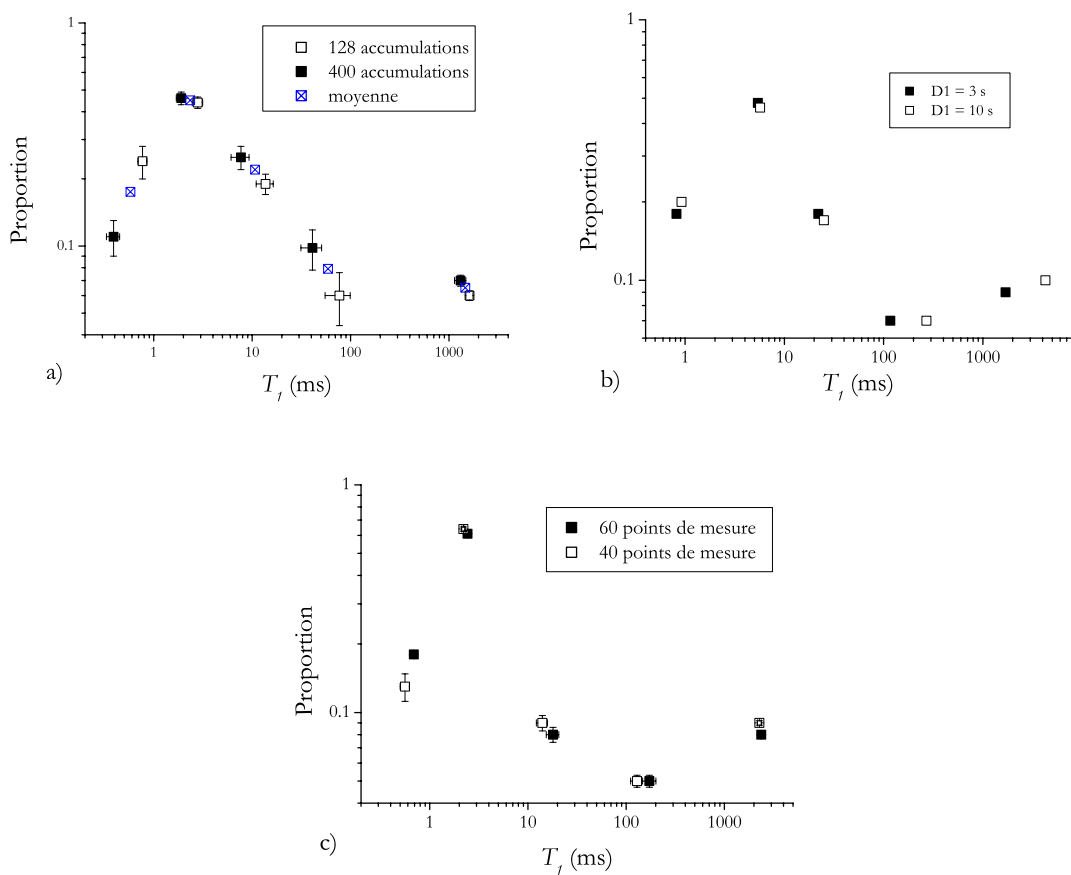 1
128 accumulations
400 accumulations
moyenne
Proportion
0.1
1
10
100
1000
a)
T1 (ms)
1
D1 = 3 s
D1 = 10 s
Proportion
0.1
1
10
100
1000
b)
T1 (ms)
1
60 points de mesure
40 points de mesure
Proportion
0.1
1
10
100
1000
c)
T1 (ms)